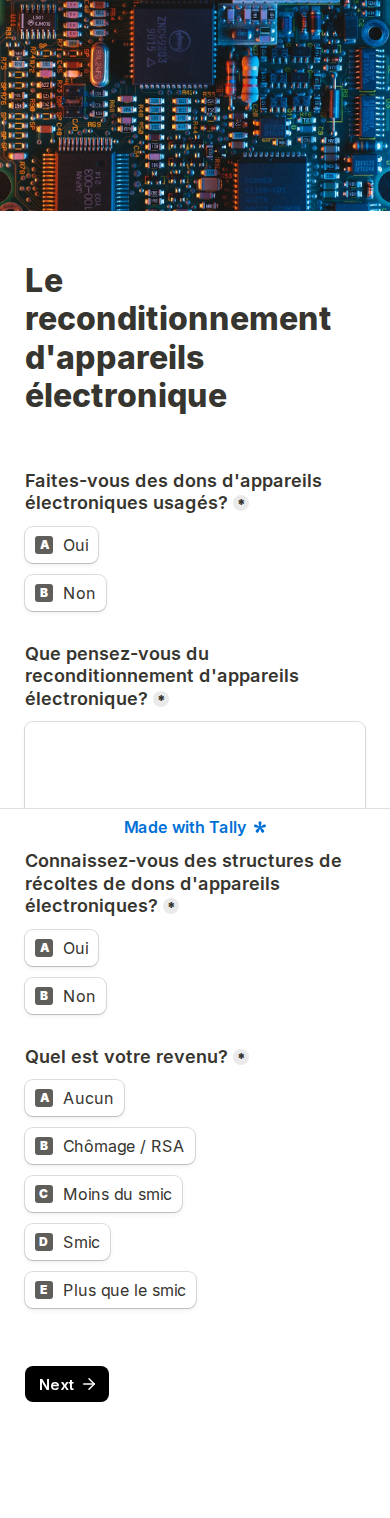 Le
reconditionnement
d'appareils
électronique
Faites-vous des dons d'appareils
électroniques usagés? *
A Oui
B Non
Que pensez-vous du
reconditionnement d'appareils
électronique? *
Made with Tally
Connaissez-vous des structures de
récoltes de dons d'appareils
électroniques? *
A Oui
B Non
Quel est votre revenu? *
A Aucun
B Chômage / RSA
C Moins du smic
D Smic
E Plus que le smic
Next →